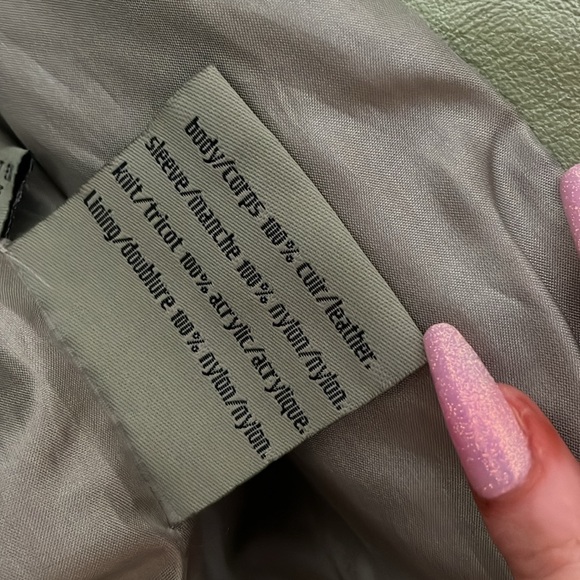 body/corps 100% cuir/leather.
sleeve/manche 100% nylon/nylon.
knit/tricot 100% acrylic/acrylique.
Lining/doublure 100% nylon/nylon.